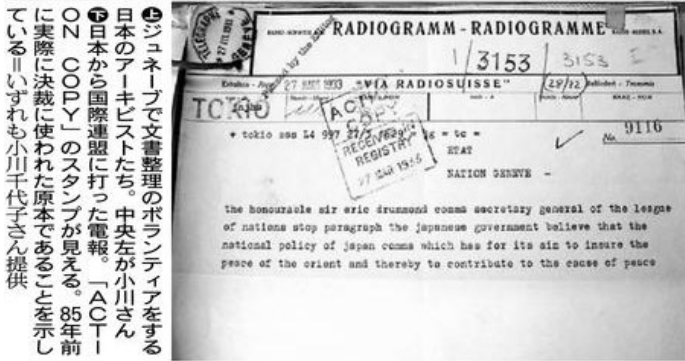 ㊤ジュネーブで文書整理のボランティアをする
日本のアーキビストたち。中央左が小川さん
㊦日本から国際連盟に打った電報。「ACTI
ON COPY」のスタンプが見える。85年前
に実際に決裁に使われた原本であることを示し
ている＝いずれも小川千代子さん提供
RADIOGRAMM - RADIOGRAMME
RADIO-SUISSE S.A.
1/3153 3153 I
27 MARS 1933 "VIA RADIOSUISSE"
TOKIO
ACTION
COPY
RECEIVED IN
REGISTRY
27 MAR 1933
No. 9116
+ tokio
ETAT
NATION GENEVE -
the honourable sir eric drummond comma secretary general of the league
of nations stop paragraph the japanese government believe that the
national policy of japan comma which has for its aim to insure the
peace of the orient and thereby to contribute to the cause of peace